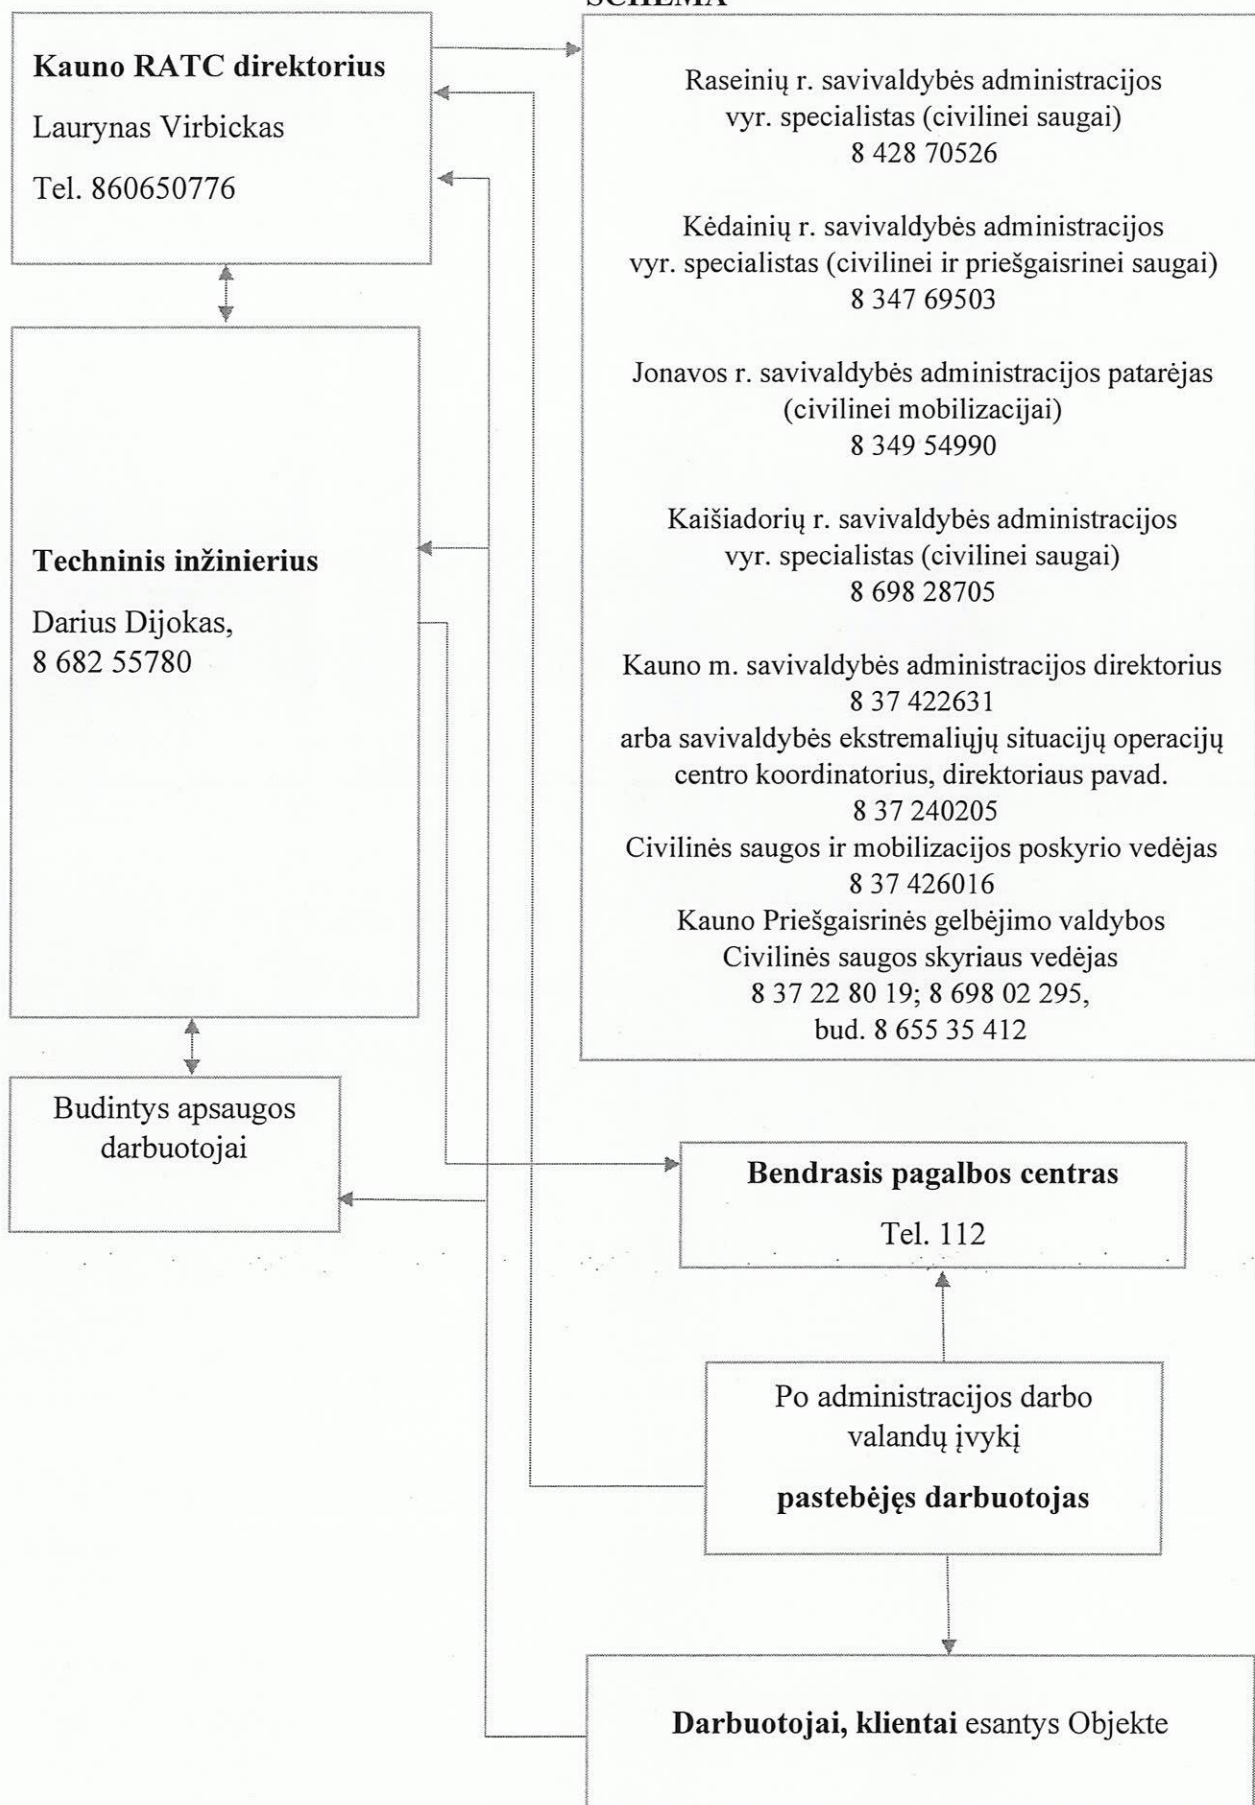 SCHEMA
Kauno RATC direktorius
Laurynas Virbickas
Tel. 860650776
Raseinių r. savivaldybės administracijos
vyr. specialistas (civilinei saugai)
8 428 70526
Kėdainių r. savivaldybės administracijos
vyr. specialistas (civilinei ir priešgaisrinei saugai)
8 347 69503
Jonavos r. savivaldybės administracijos patarėjas
(civilinei mobilizacijai)
8 349 54990
Kaišiadorių r. savivaldybės administracijos
vyr. specialistas (civilinei saugai)
8 698 28705
Kauno m. savivaldybės administracijos direktorius
8 37 422631
arba savivaldybės ekstremaliųjų situacijų operacijų
centro koordinatorius, direktoriaus pavad.
8 37 240205
Civilinės saugos ir mobilizacijos poskyrio vedėjas
8 37 426016
Kauno Priešgaisrinės gelbėjimo valdybos
Civilinės saugos skyriaus vedėjas
8 37 22 80 19; 8 698 02 295,
bud. 8 655 35 412
Techninis inžinierius
Darius Dijokas,
8 682 55780
Budintys apsaugos
darbuotojai
Bendrasis pagalbos centras
Tel. 112
Po administracijos darbo
valandų įvykį
pastebėjęs darbuotojas
Darbuotojai, klientai esantys Objekte